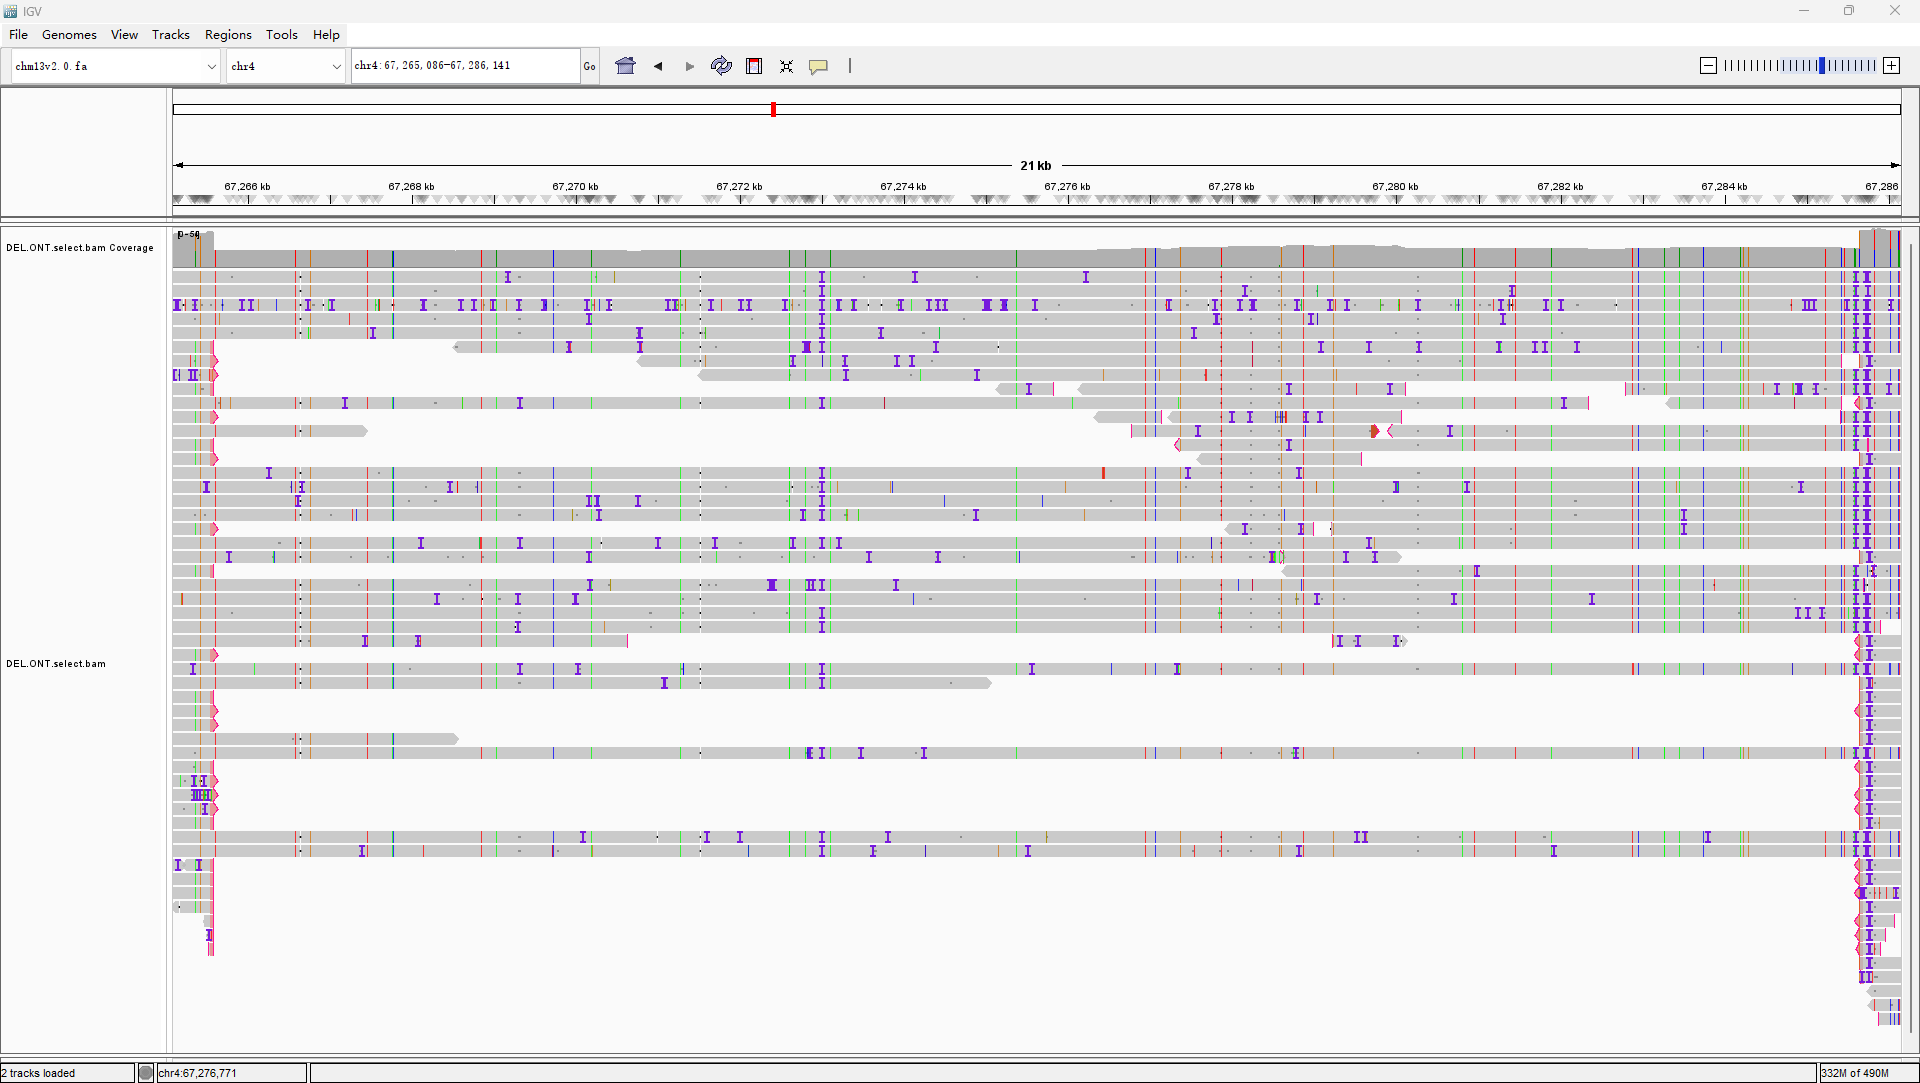 IGV
File Genomes View Tracks Regions Tools Help
chm13v2.0.fa chr4 chr4:67,265,086-67,286,141 Go
21 kb
67,266 kb 67,268 kb 67,270 kb 67,272 kb 67,274 kb 67,276 kb 67,278 kb 67,280 kb 67,282 kb 67,284 kb 67,286
DEL.ONT.select.bam Coverage
DEL.ONT.select.bam
2 tracks loaded chr4:67,276,771 332M of 490M